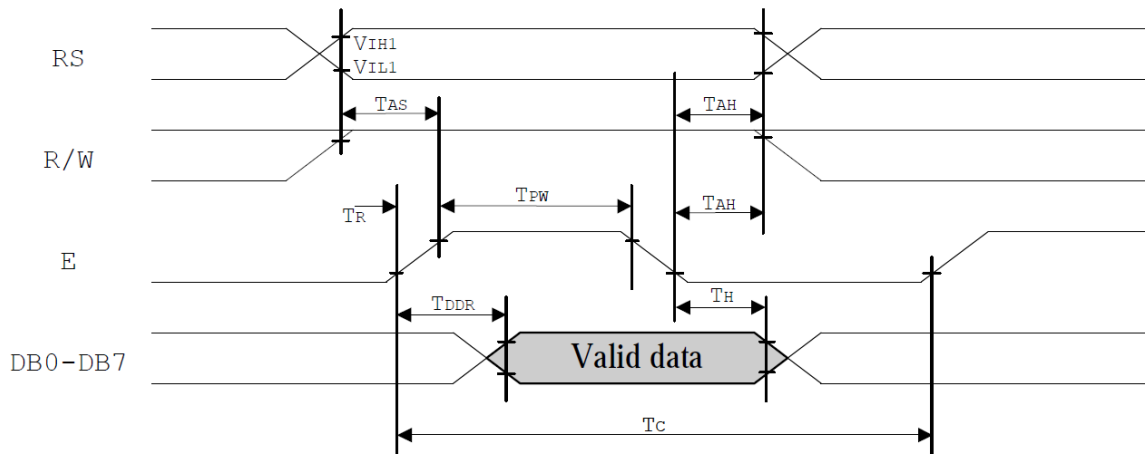 RS
VIH1
VIL1
TAS
TAH
R/W
TPW
TR
TAH
E
TDDR
TH
DB0-DB7
Valid data
TC